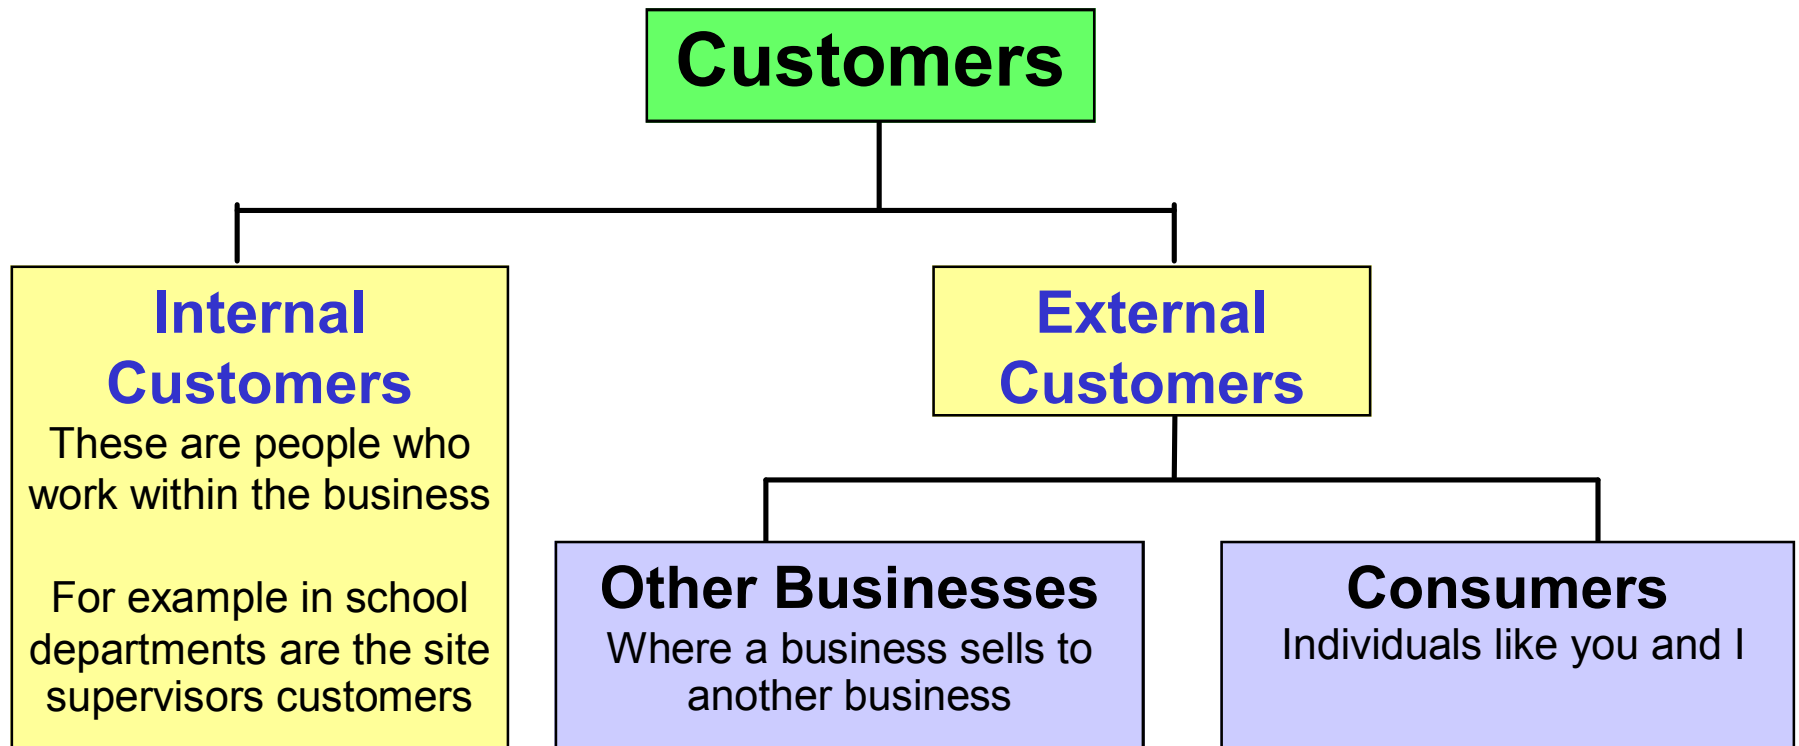 Customers
Internal
Customers
These are people who
work within the business
For example in school
departments are the site
supervisors customers
External
Customers
Other Businesses
Where a business sells to
another business
Consumers
Individuals like you and I